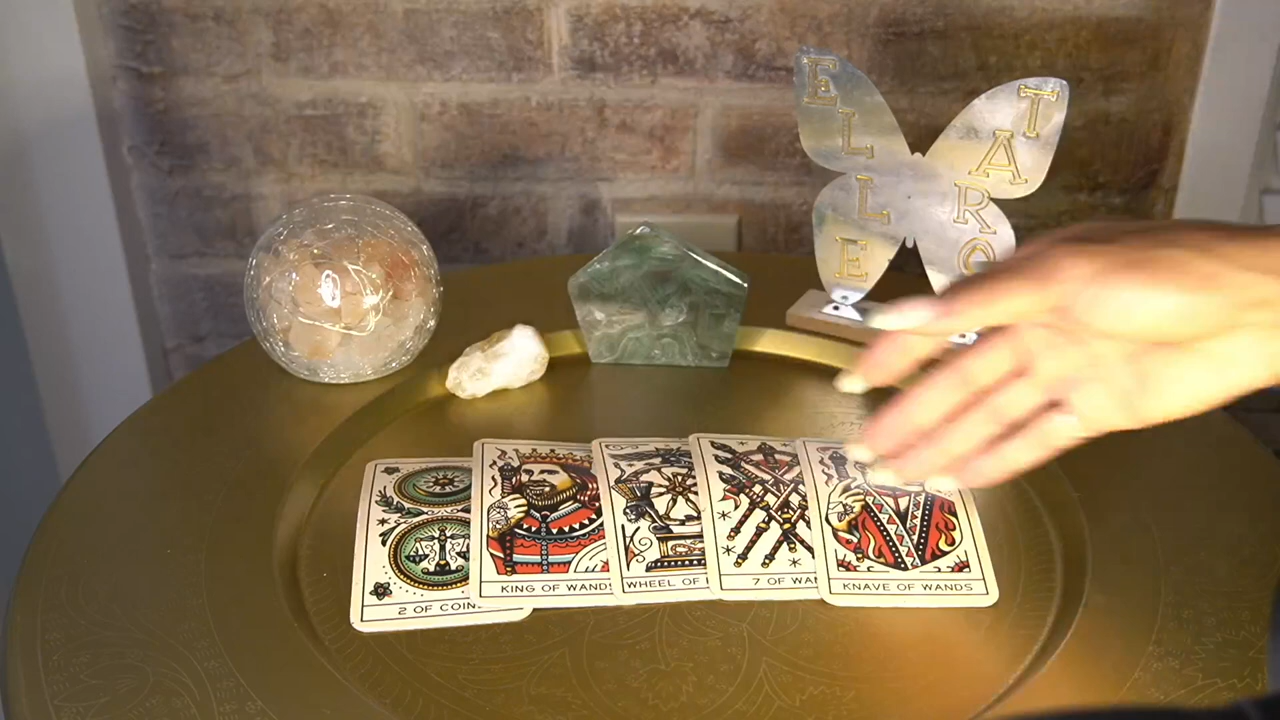 ELLE
TARO
2 OF COIN
KING OF WANDS
WHEEL OF
7 OF WAN
KNAVE OF WANDS